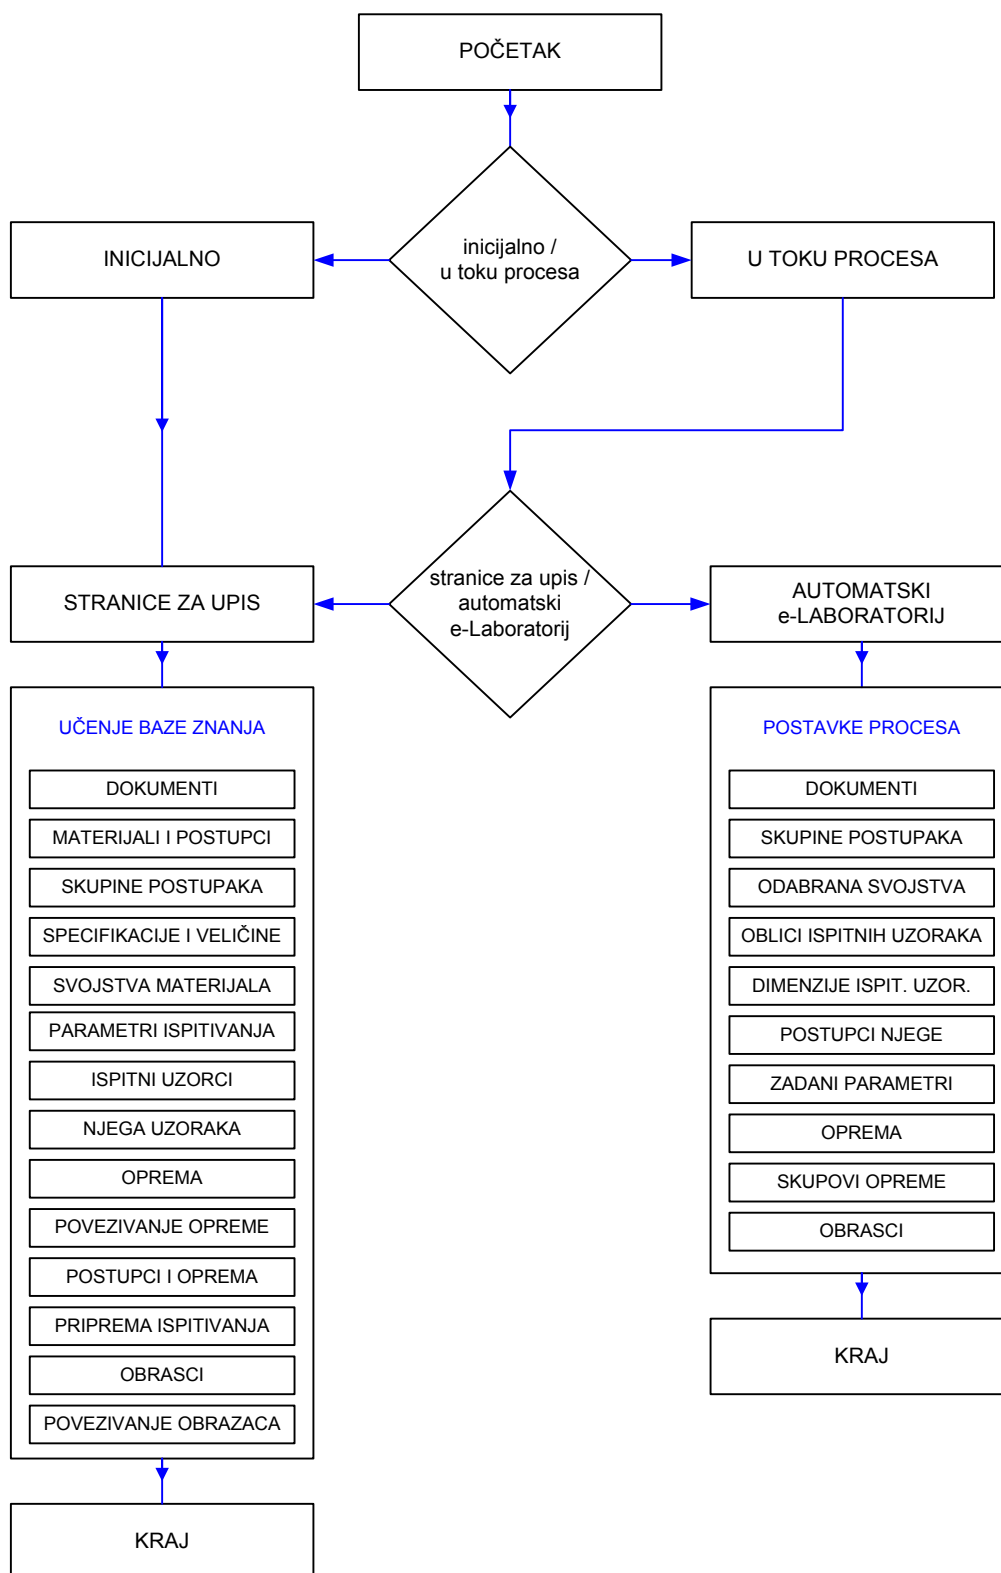 POČETAK
inicijalno /
u toku procesa
INICIJALNO
U TOKU PROCESA
stranice za upis /
automatski
e-Laboratorij
STRANICE ZA UPIS
AUTOMATSKI
e-LABORATORIJ
UČENJE BAZE ZNANJA
DOKUMENTI
MATERIJALI I POSTUPCI
SKUPINE POSTUPAKA
SPECIFIKACIJE I VELIČINE
SVOJSTVA MATERIJALA
PARAMETRI ISPITIVANJA
ISPITNI UZORCI
NJEGA UZORAKA
OPREMA
POVEZIVANJE OPREME
POSTUPCI I OPREMA
PRIPREMA ISPITIVANJA
OBRASCI
POVEZIVANJE OBRAZACA
KRAJ
POSTAVKE PROCESA
DOKUMENTI
SKUPINE POSTUPAKA
ODABRANA SVOJSTVA
OBLICI ISPITNIH UZORAKA
DIMENZIJE ISPIT. UZOR.
POSTUPCI NJEGE
ZADANI PARAMETRI
OPREMA
SKUPOVI OPREME
OBRASCI
KRAJ